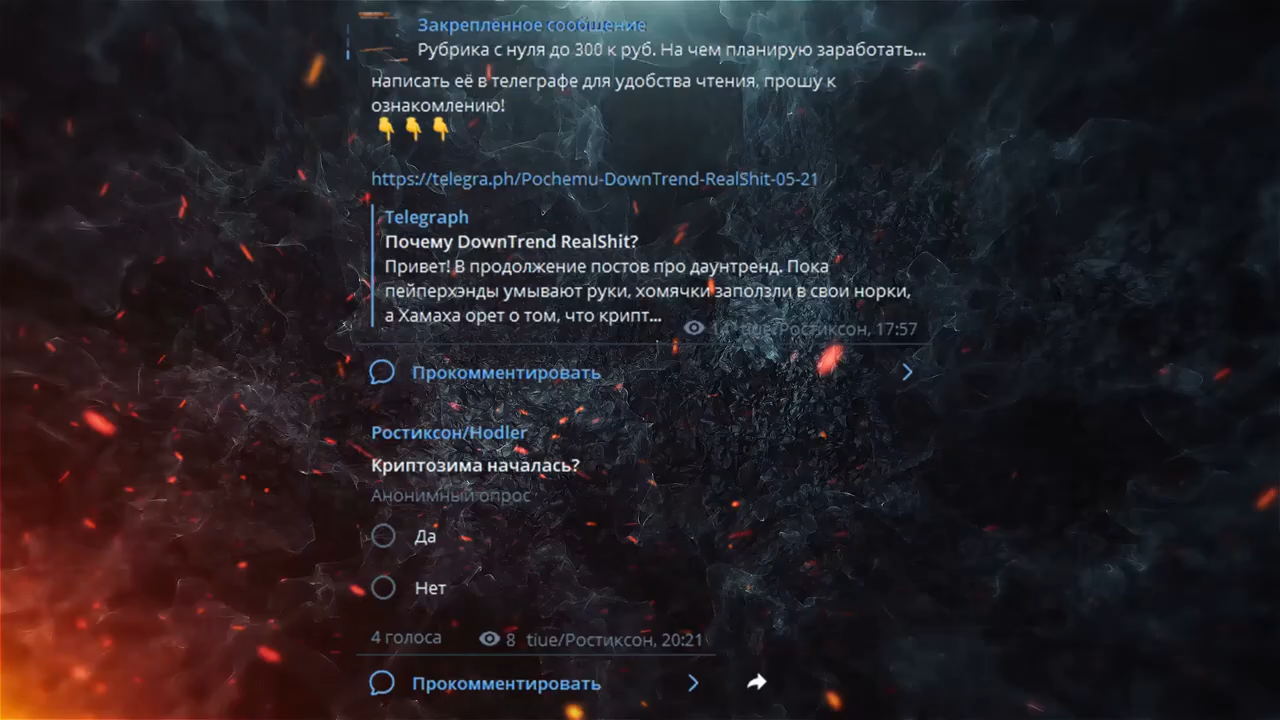 Закреплённое сообщение
Рубрика с нуля до 300 к руб. На чем планирую заработать...
написать её в телеграфе для удобства чтения, прошу к
ознакомлению!
https://telegra.ph/Pochemu-DownTrend-RealShit-05-21
Telegraph
Почему DownTrend RealShit?
Привет! В продолжение постов про даунтренд. Пока
пейперхэнды умывают руки, хомячки заползли в свои норки,
а Хамаха орет о том, что крипт...
tiue/Ростиксон, 17:57
Прокомментировать
Ростиксон/Hodler
Криптозима началась?
Анонимный опрос
Да
Нет
4 голоса 8 tiue/Ростиксон, 20:21
Прокомментировать